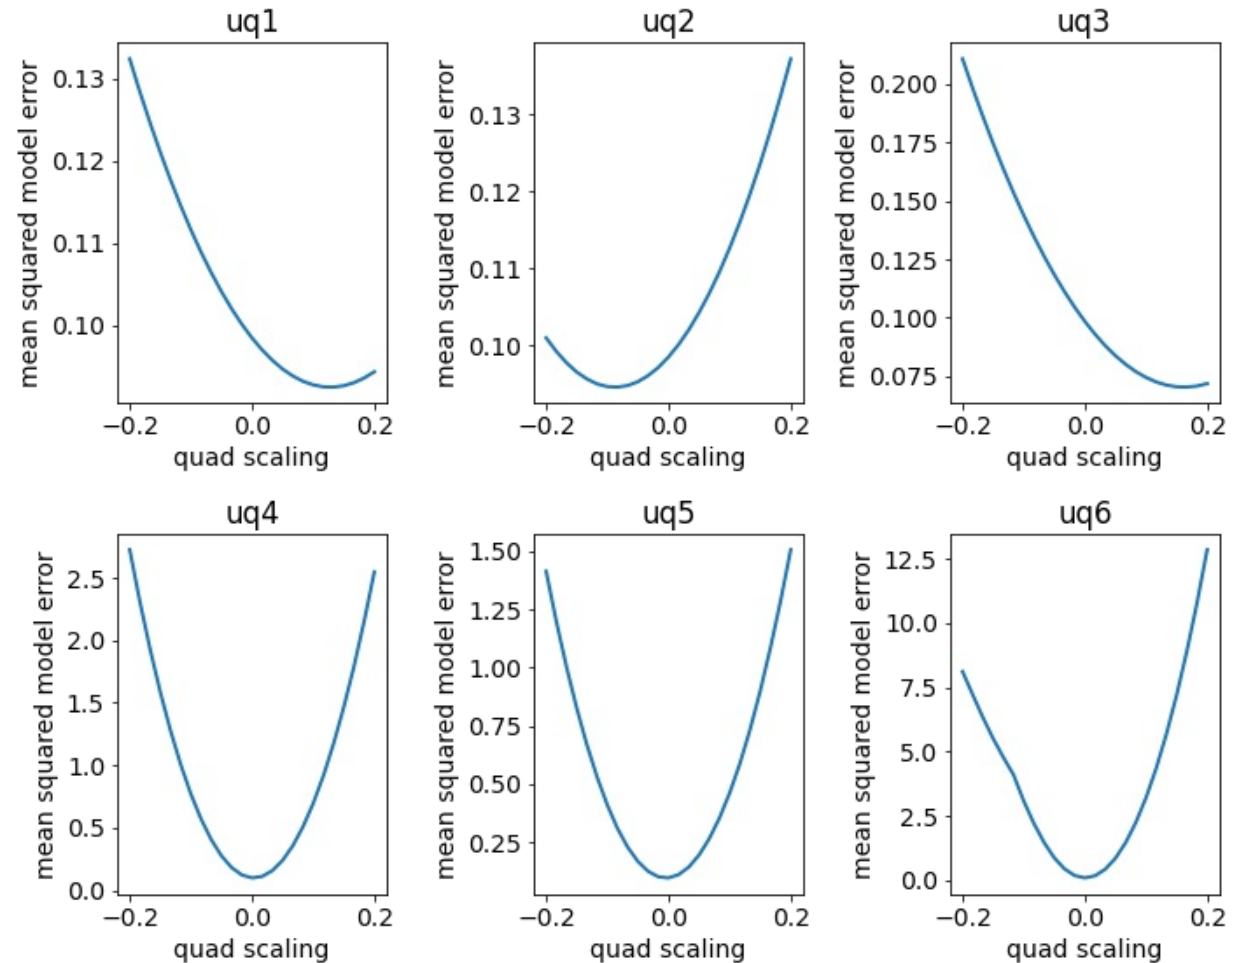 uq1
mean squared model error
0.13
0.12
0.11
0.10
−0.2 0.0 0.2
quad scaling
uq2
mean squared model error
0.13
0.12
0.11
0.10
−0.2 0.0 0.2
quad scaling
uq3
mean squared model error
0.200
0.175
0.150
0.125
0.100
0.075
−0.2 0.0 0.2
quad scaling
uq4
mean squared model error
2.5
2.0
1.5
1.0
0.5
0.0
−0.2 0.0 0.2
quad scaling
uq5
mean squared model error
1.50
1.25
1.00
0.75
0.50
0.25
−0.2 0.0 0.2
quad scaling
uq6
mean squared model error
12.5
10.0
7.5
5.0
2.5
0.0
−0.2 0.0 0.2
quad scaling